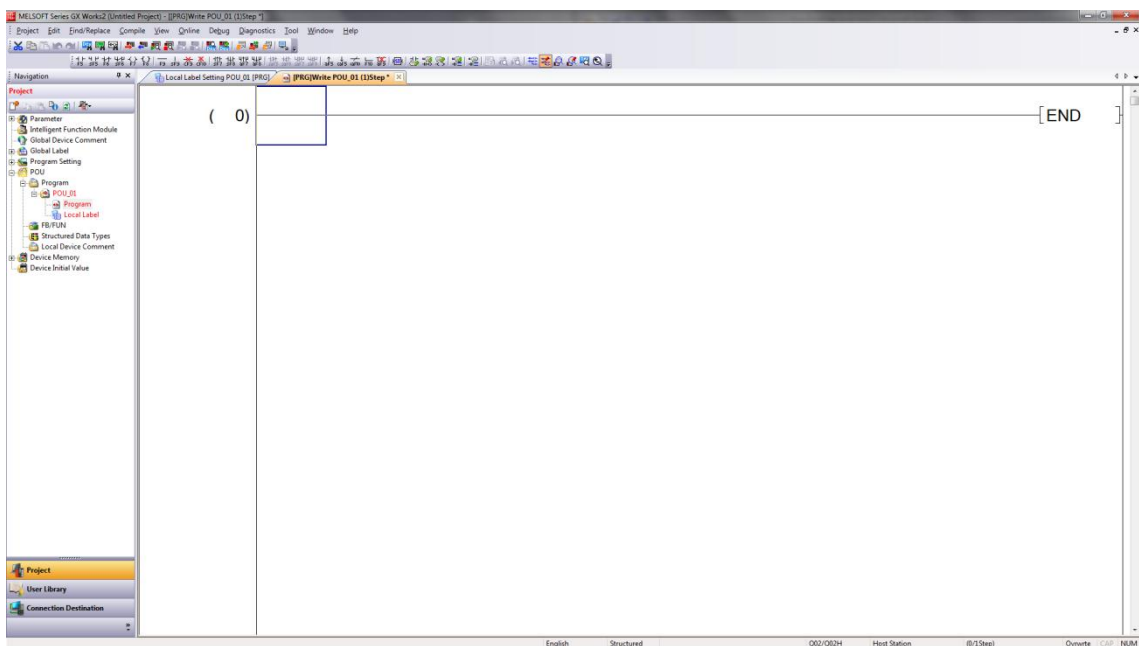 MELSOFT Series GX Works2 (Untitled Project) - [[PRG]Write POU_01 (1)Step *]
Project Edit Find/Replace Compile View Online Debug Diagnostics Tool Window Help
Navigation
Local Label Setting POU_01 [PRG]
[PRG]Write POU_01 (1)Step *
Project
Parameter
Intelligent Function Module
Global Device Comment
Global Label
Program Setting
POU
Program
POU_01
Program
Local Label
FB/FUN
Structured Data Types
Local Device Comment
Device Memory
Device Initial Value
( 0) [END ]
Project
User Library
Connection Destination
English Structured Q02/Q02H Host Station (0/1Step) Ovrwrte CAP NUM